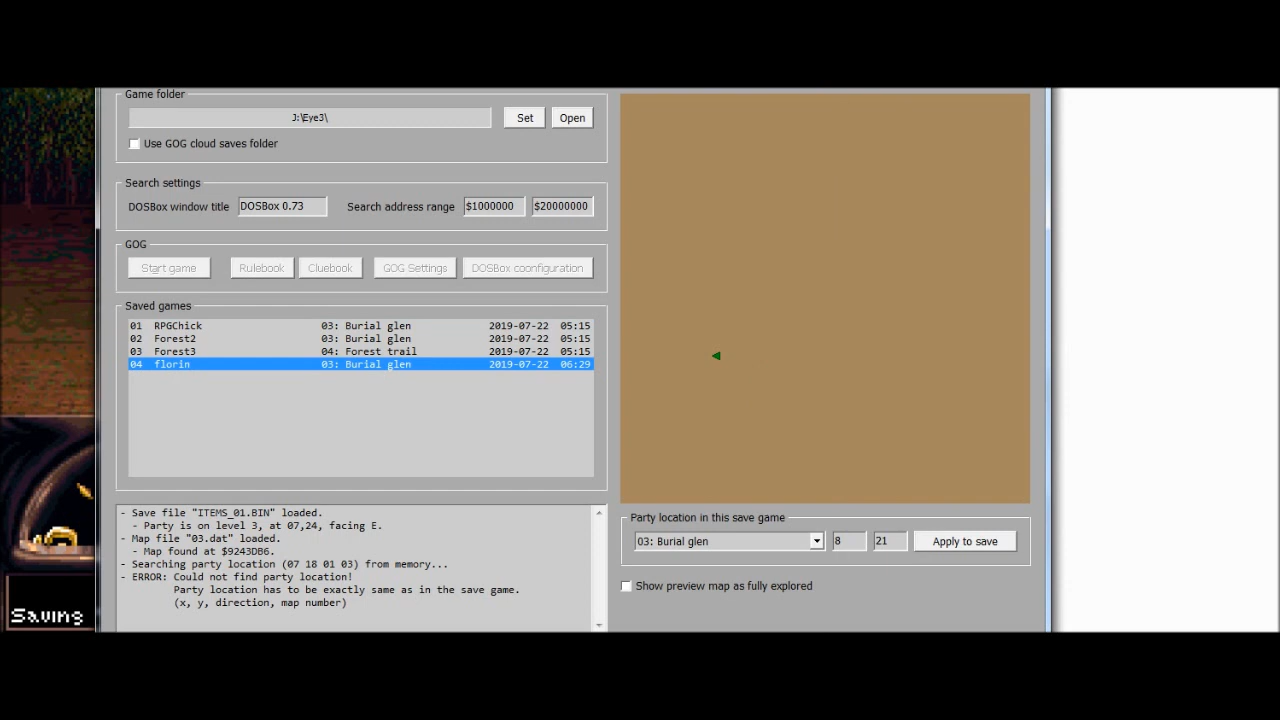 Game folder
J:\Eye3\
Set
Open
Use GOG cloud saves folder
Search settings
DOSBox window title
DOSBox 0.73
Search address range
$1000000
$20000000
GOG
Start game
Rulebook
Cluebook
GOG Settings
DOSBox coonfiguration
Saved games
01 RPGChick 03: Burial glen 2019-07-22 05:15
02 Forest2 03: Burial glen 2019-07-22 05:15
03 Forest3 04: Forest trail 2019-07-22 05:15
04 florin 03: Burial glen 2019-07-22 06:29
- Save file "ITEMS_01.BIN" loaded.
- Party is on level 3, at 07,24, facing E.
- Map file "03.dat" loaded.
- Map found at $9243DB6.
- Searching party location (07 18 01 03) from memory...
- ERROR: Could not find party location!
Party location has to be exactly same as in the save game.
(x, y, direction, map number)
Party location in this save game
03: Burial glen
8
21
Apply to save
Show preview map as fully explored
Saving